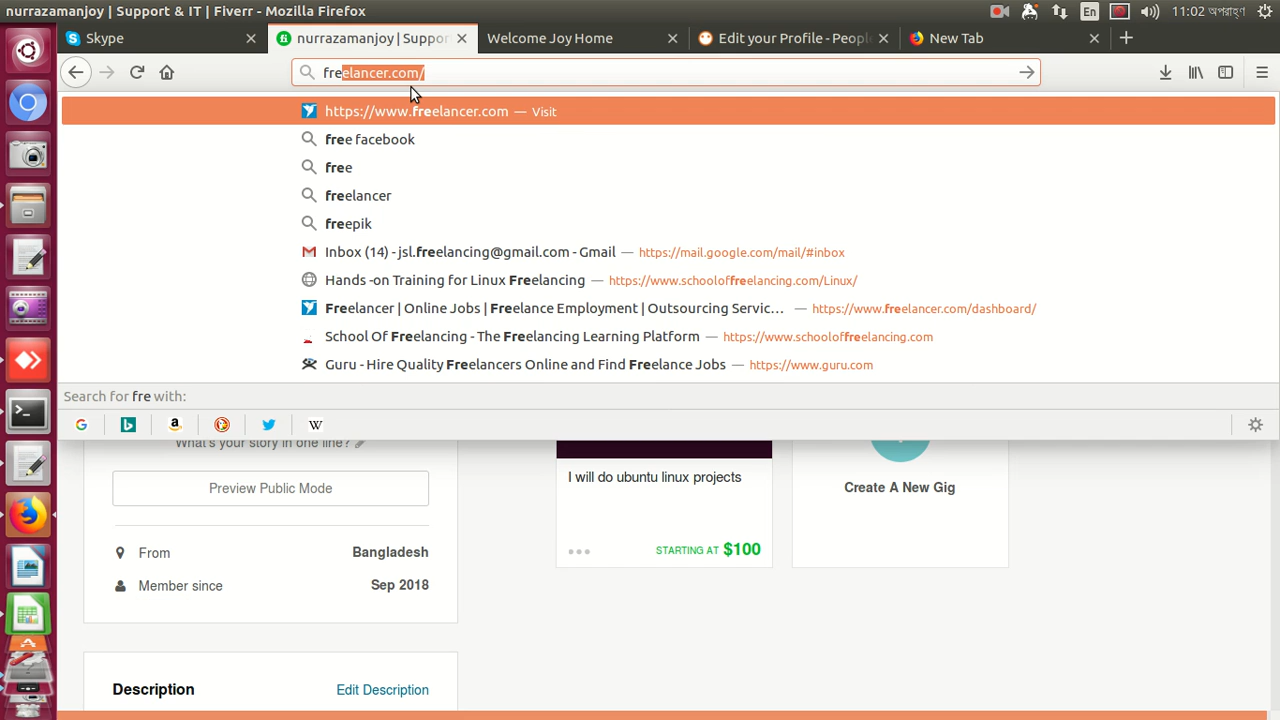 nurrazamanjoy | Support & IT | Fiverr - Mozilla Firefox
En
11:02 অপরাহ্ণ
Skype
nurrazamanjoy | Suppor
Welcome Joy Home
Edit your Profile - People
New Tab
freelancer.com/
https://www.freelancer.com — Visit
free facebook
free
freelancer
freepik
Inbox (14) - jsl.freelancing@gmail.com - Gmail — https://mail.google.com/mail/#inbox
Hands -on Training for Linux Freelancing — https://www.schooloffreelancing.com/Linux/
Freelancer | Online Jobs | Freelance Employment | Outsourcing Servic... — https://www.freelancer.com/dashboard/
School Of Freelancing - The Freelancing Learning Platform — https://www.schooloffreelancing.com
Guru - Hire Quality Freelancers Online and Find Freelance Jobs — https://www.guru.com
Search for fre with:
What's your story in one line?
Preview Public Mode
From Bangladesh
Member since Sep 2018
Description Edit Description
I will do ubuntu linux projects
STARTING AT $100
Create A New Gig